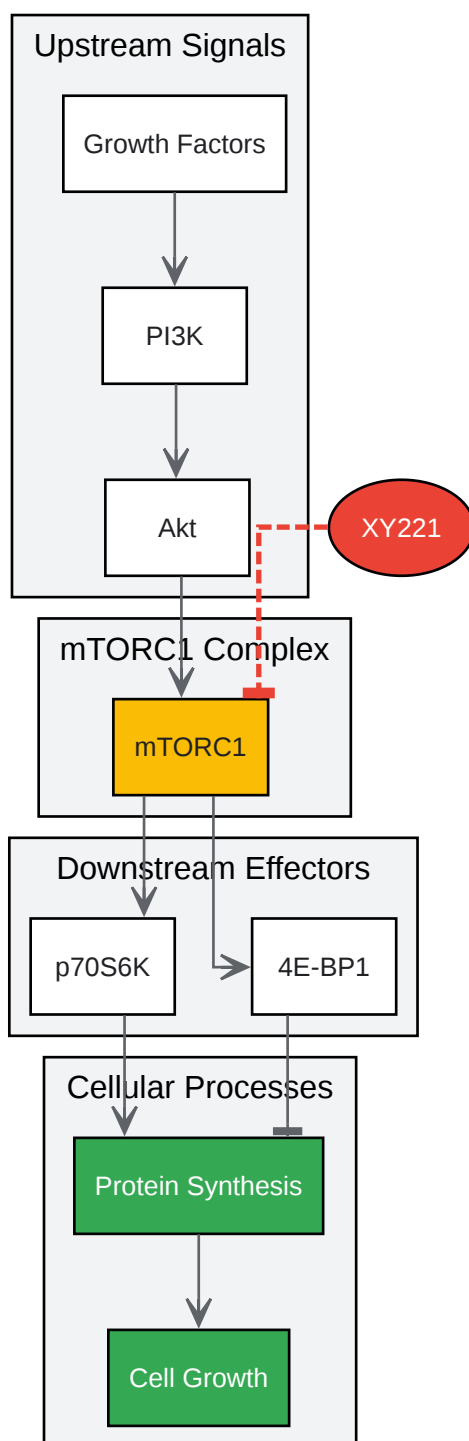 Upstream Signals
Growth Factors
PI3K
Akt
XY221
mTORC1 Complex
mTORC1
Downstream Effectors
p70S6K
4E-BP1
Cellular Processes
Protein Synthesis
Cell Growth